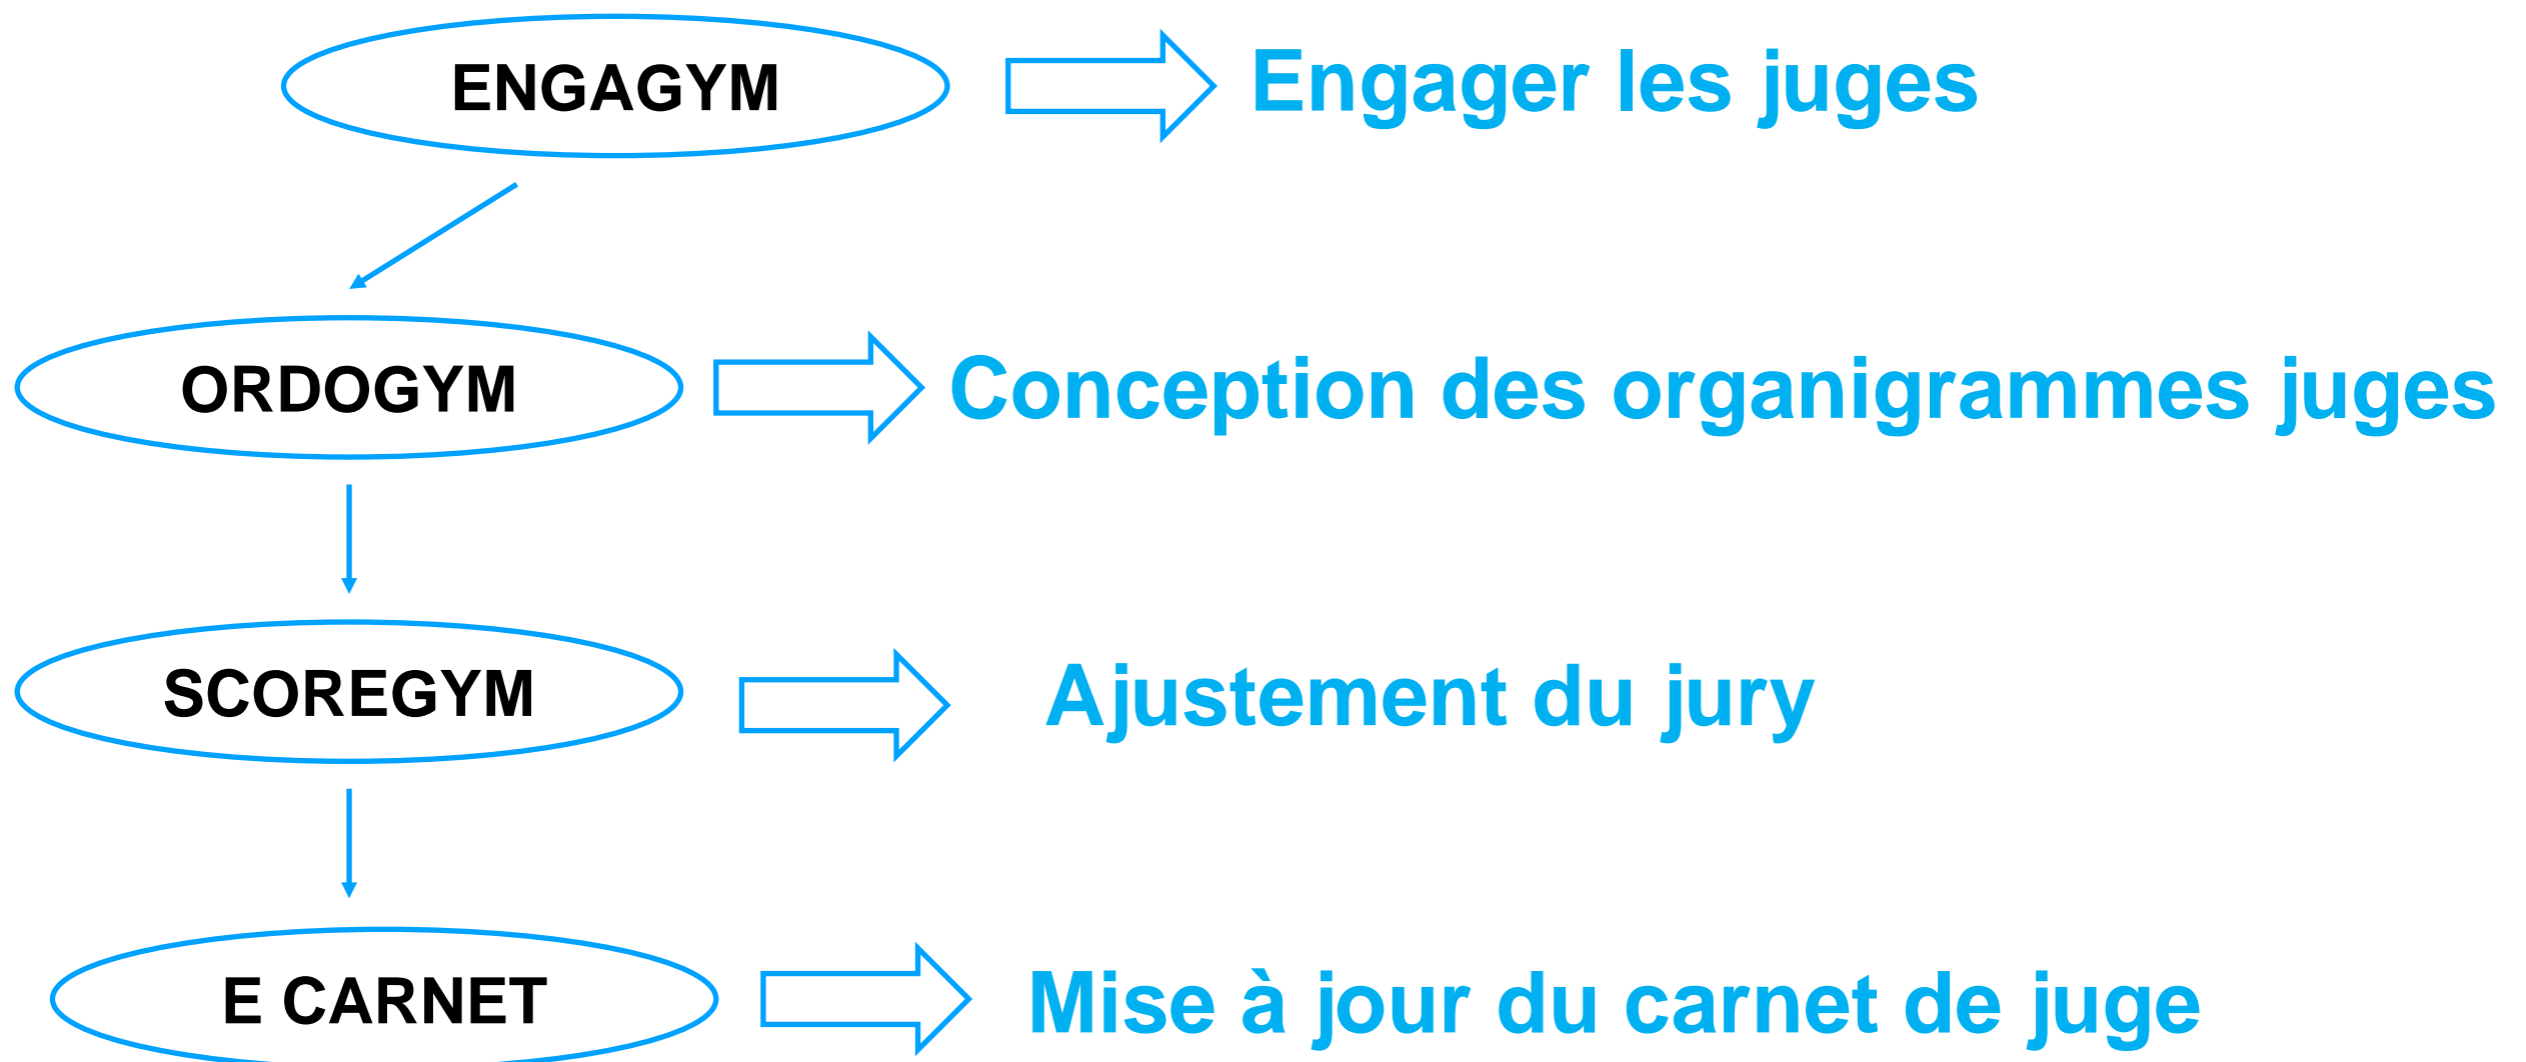 ENGAGYM
Engager les juges
ORDOGYM
Conception des organigrammes juges
SCOREGYM
Ajustement du jury
E CARNET
Mise à jour du carnet de juge